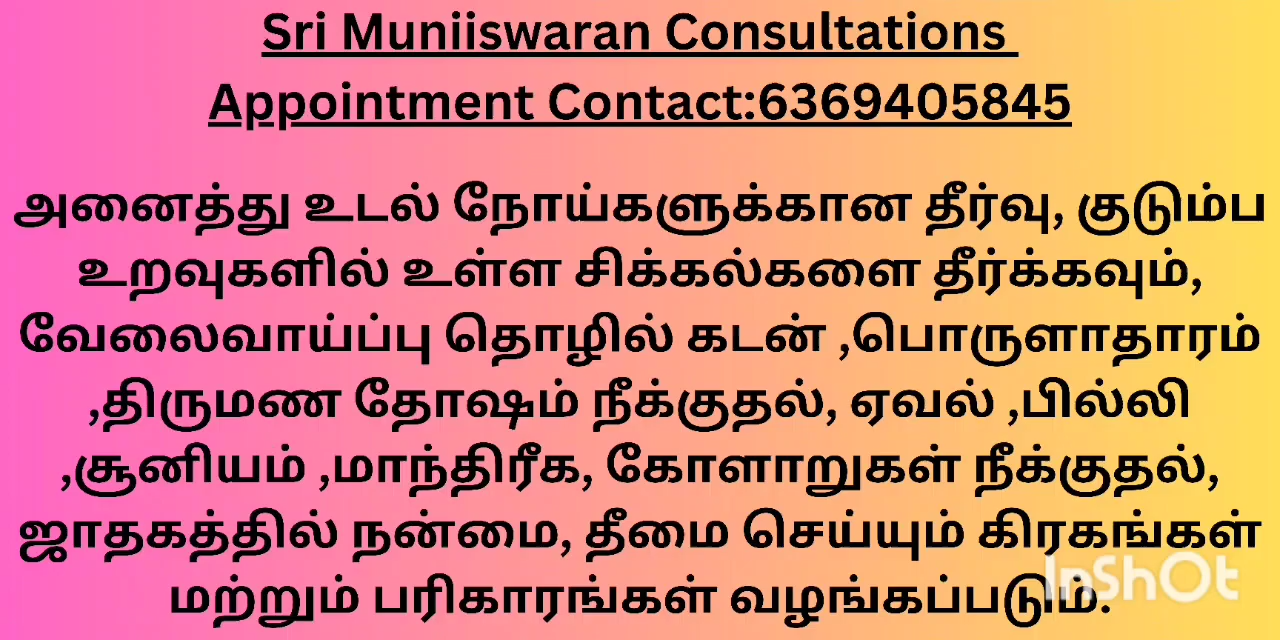 Sri Muniiswaran Consultations
Appointment Contact:6369405845
அனைத்து உடல் நோய்களுக்கான தீர்வு, குடும்ப
உறவுகளில் உள்ள சிக்கல்களை தீர்க்கவும்,
வேலைவாய்ப்பு தொழில் கடன் ,பொருளாதாரம்
,திருமண தோஷம் நீக்குதல், ஏவல் ,பில்லி
,சூனியம் ,மாந்திரீக, கோளாறுகள் நீக்குதல்,
ஜாதகத்தில் நன்மை, தீமை செய்யும் கிரகங்கள்
மற்றும் பரிகாரங்கள் வழங்கப்படும்.
InShOt